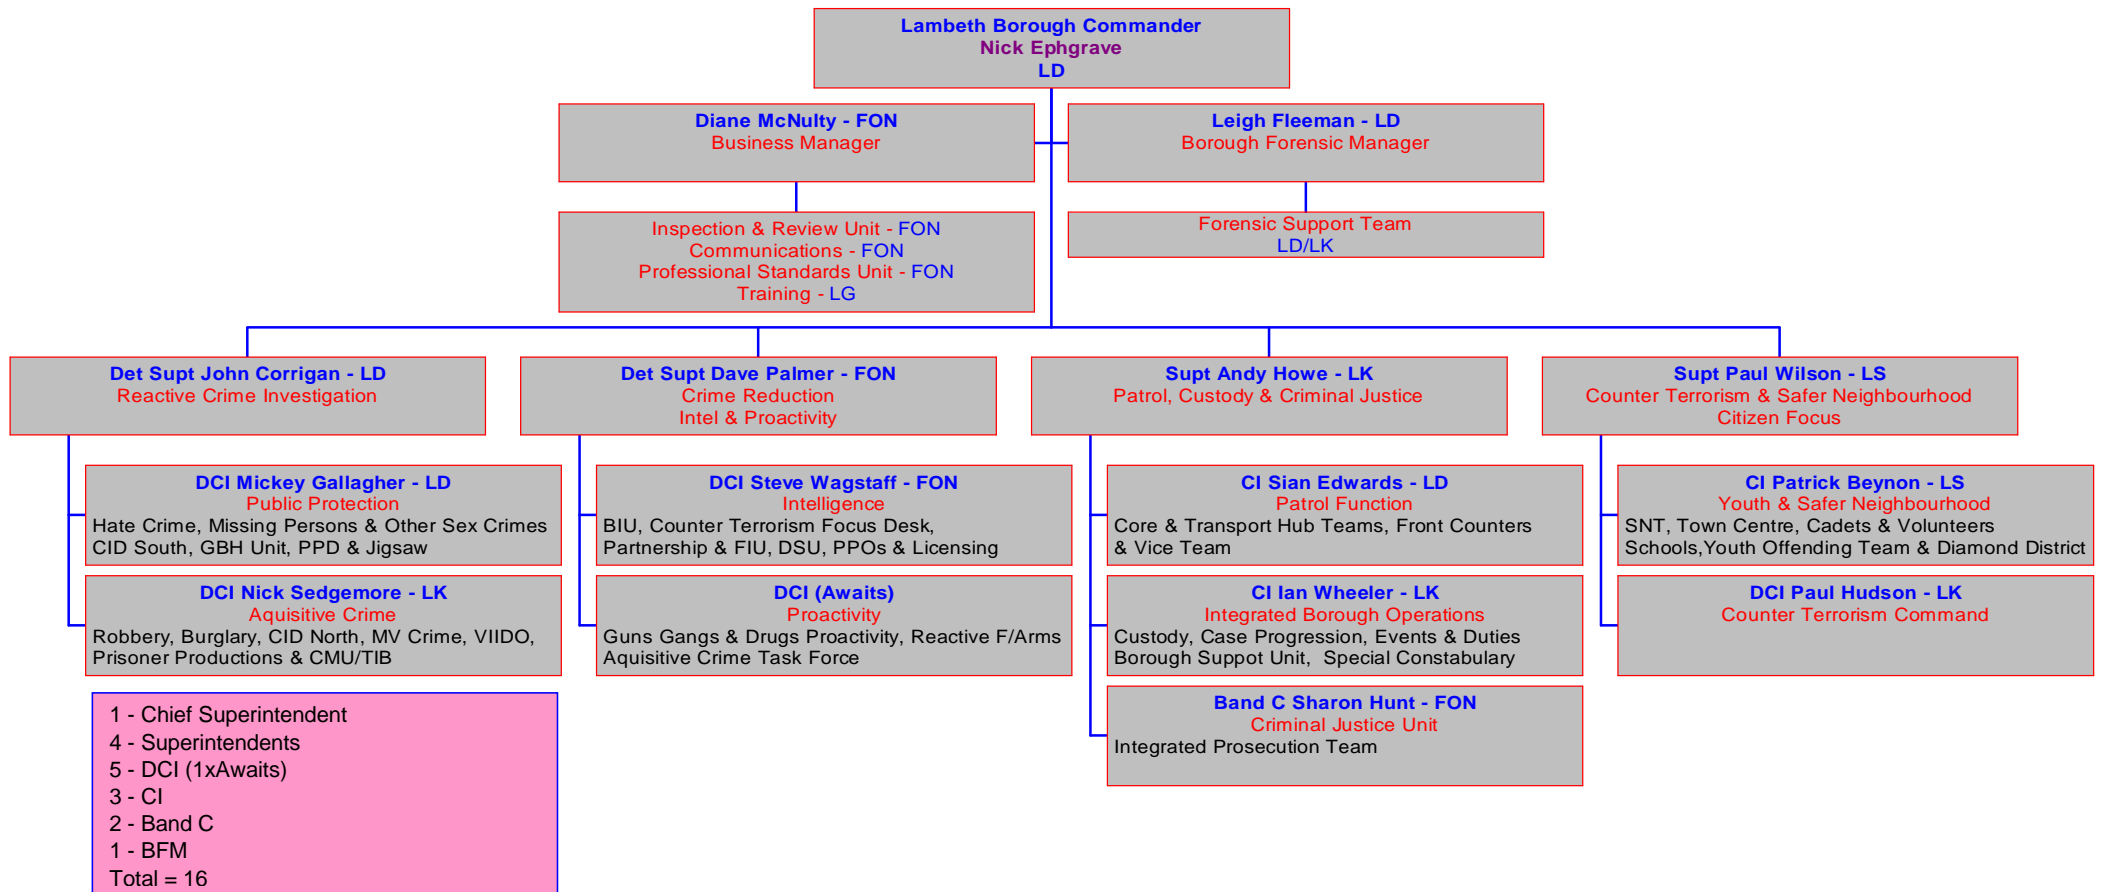 Lambeth Borough Commander
Nick Ephgrave
LD
Diane McNulty - FON
Business Manager
Leigh Fleeman - LD
Borough Forensic Manager
Inspection & Review Unit - FON
Communications - FON
Professional Standards Unit - FON
Training - LG
Forensic Support Team
LD/LK
Det Supt John Corrigan - LD
Reactive Crime Investigation
Det Supt Dave Palmer - FON
Crime Reduction
Intel & Proactivity
Supt Andy Howe - LK
Patrol, Custody & Criminal Justice
Supt Paul Wilson - LS
Counter Terrorism & Safer Neighbourhood
Citizen Focus
DCI Mickey Gallagher - LD
Public Protection
Hate Crime, Missing Persons & Other Sex Crimes
CID South, GBH Unit, PPD & Jigsaw
DCI Steve Wagstaff - FON
Intelligence
BIU, Counter Terrorism Focus Desk,
Partnership & FIU, DSU, PPOs & Licensing
CI Sian Edwards - LD
Patrol Function
Core & Transport Hub Teams, Front Counters
& Vice Team
CI Patrick Beynon - LS
Youth & Safer Neighbourhood
SNT, Town Centre, Cadets & Volunteers
Schools,Youth Offending Team & Diamond District
DCI Nick Sedgemore - LK
Aquisitive Crime
Robbery, Burglary, CID North, MV Crime, VIIDO,
Prisoner Productions & CMU/TIB
DCI (Awaits)
Proactivity
Guns Gangs & Drugs Proactivity, Reactive F/Arms
Aquisitive Crime Task Force
CI Ian Wheeler - LK
Integrated Borough Operations
Custody, Case Progression, Events & Duties
Borough Suppot Unit, Special Constabulary
DCI Paul Hudson - LK
Counter Terrorism Command
Band C Sharon Hunt - FON
Criminal Justice Unit
Integrated Prosecution Team
1 - Chief Superintendent
4 - Superintendents
5 - DCI (1xAwaits)
3 - CI
2 - Band C
1 - BFM
Total = 16